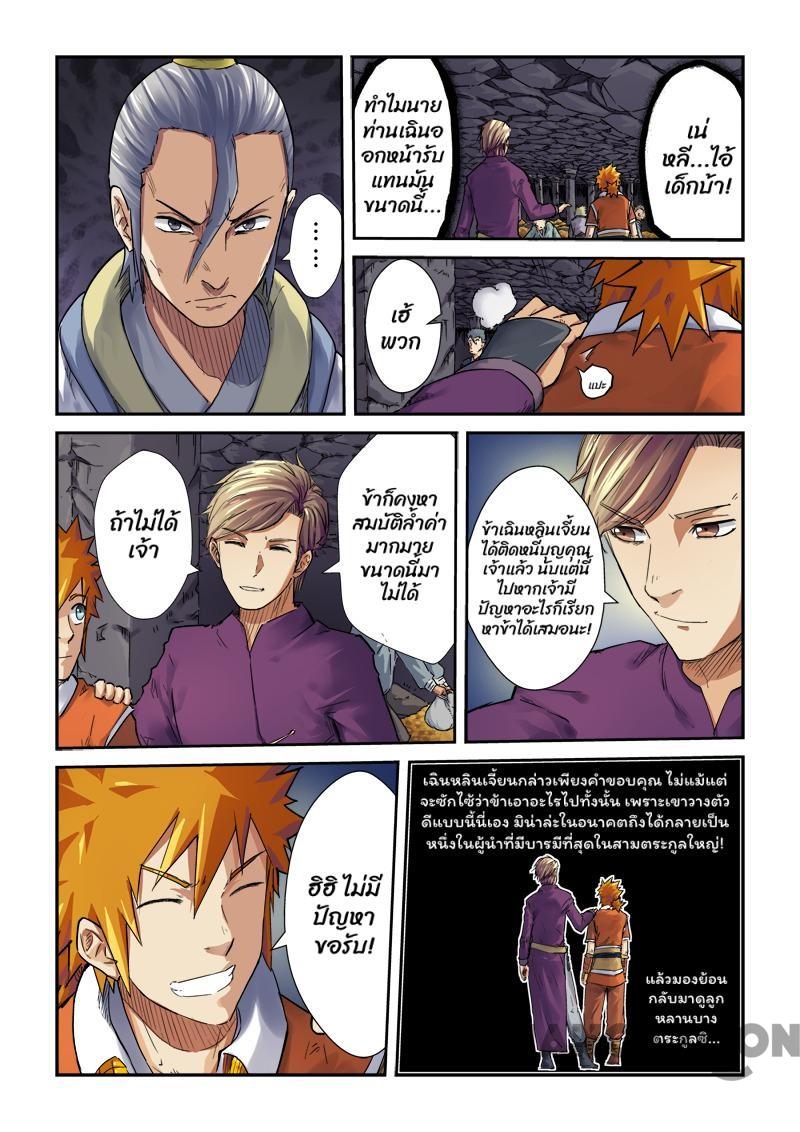 ......
ทำไมนาย
ท่านเฉินอ
อกหน้ารับ
แทนมัน
ขนาดนี้...
เน่
หลี...ไอ้
เด็กบ้า!
เฮ้
พวก
แปะ
ถ้าไม่ได้
เจ้า
ข้าก็คงหา
สมบัติล้ำค่า
มากมาย
ขนาดนี้มา
ไม่ได้
ข้าเฉินหลินเจี้ยน
ได้ติดหนี้บุญคุณ
เจ้าแล้ว นับแต่นี้
ไปหากเจ้ามี
ปัญหาอะไรก็เรียก
หาข้าได้เสมอนะ!
ฮิฮิ ไม่มี
ปัญหา
ขอรับ!
เฉินหลินเจี้ยนกล่าวเพียงคำขอบคุณ ไม่แม้แต่
จะซักไซ้ว่าข้าเอาอะไรไปทั้งนั้น เพราะเขาวางตัว
ดีแบบนี้นี่เอง มิน่าล่ะในอนาคตถึงได้กลายเป็น
หนึ่งในผู้นำที่มีบารมีที่สุดในสามตระกูลใหญ่!
แล้วมองย้อน
กลับมาดูลูก
หลานบาง
ตระกูลซิ...